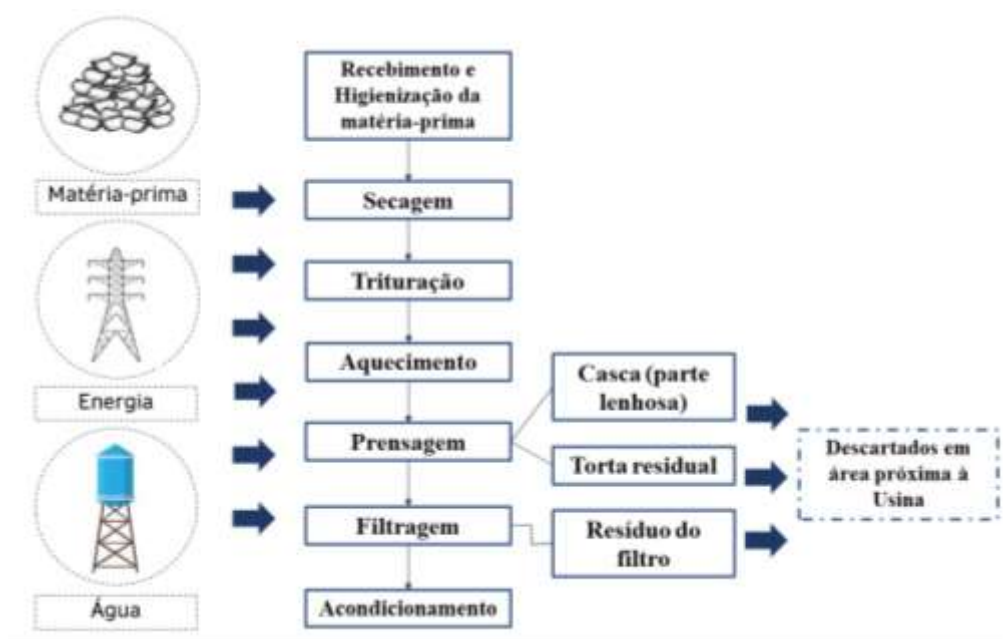 Matéria-prima
Energia
Água
Recebimento e
Higienização da
matéria-prima
Secagem
Trituração
Aquecimento
Prensagem
Filtragem
Acondicionamento
Casca (parte
lenhosa)
Torta residual
Resíduo do
filtro
Descartados em
área próxima à
Usina